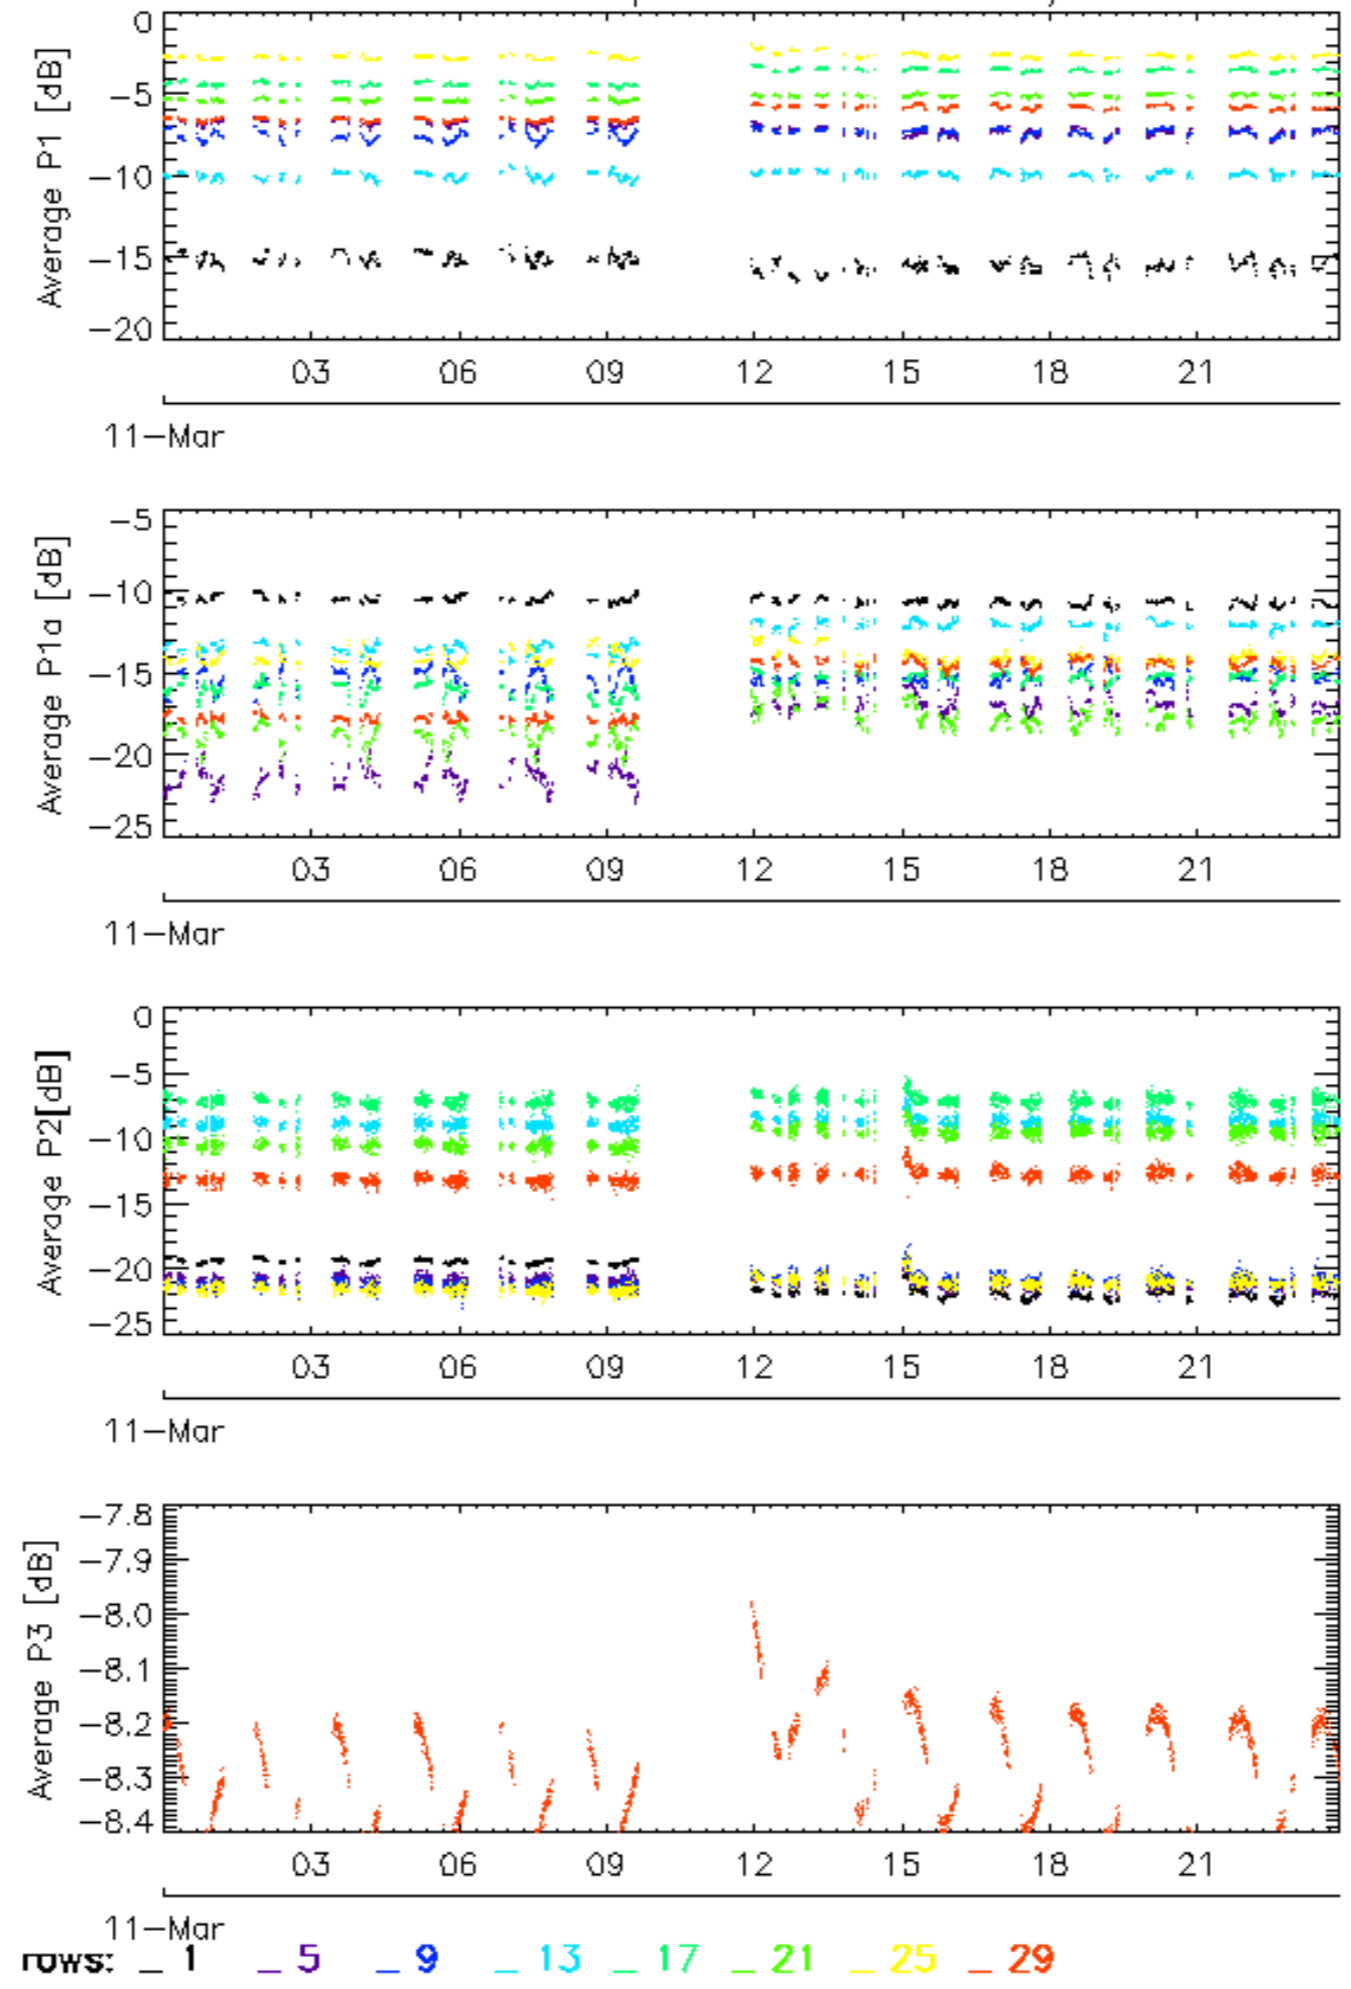 0
−5
−10
−15
−20
Average P1 [dB]
03 06 09 12 15 18 21
11−Mar
−5
−10
−15
−20
−25
Average P1a [dB]
03 06 09 12 15 18 21
11−Mar
0
−5
−10
−15
−20
−25
Average P2[dB]
03 06 09 12 15 18 21
11−Mar
−7.8
−7.9
−8.0
−8.1
−8.2
−8.3
−8.4
Average P3 [dB]
03 06 09 12 15 18 21
11−Mar
rows: _ 1 _ 5 _ 9 _ 13 _ 17 _ 21 _ 25 _ 29